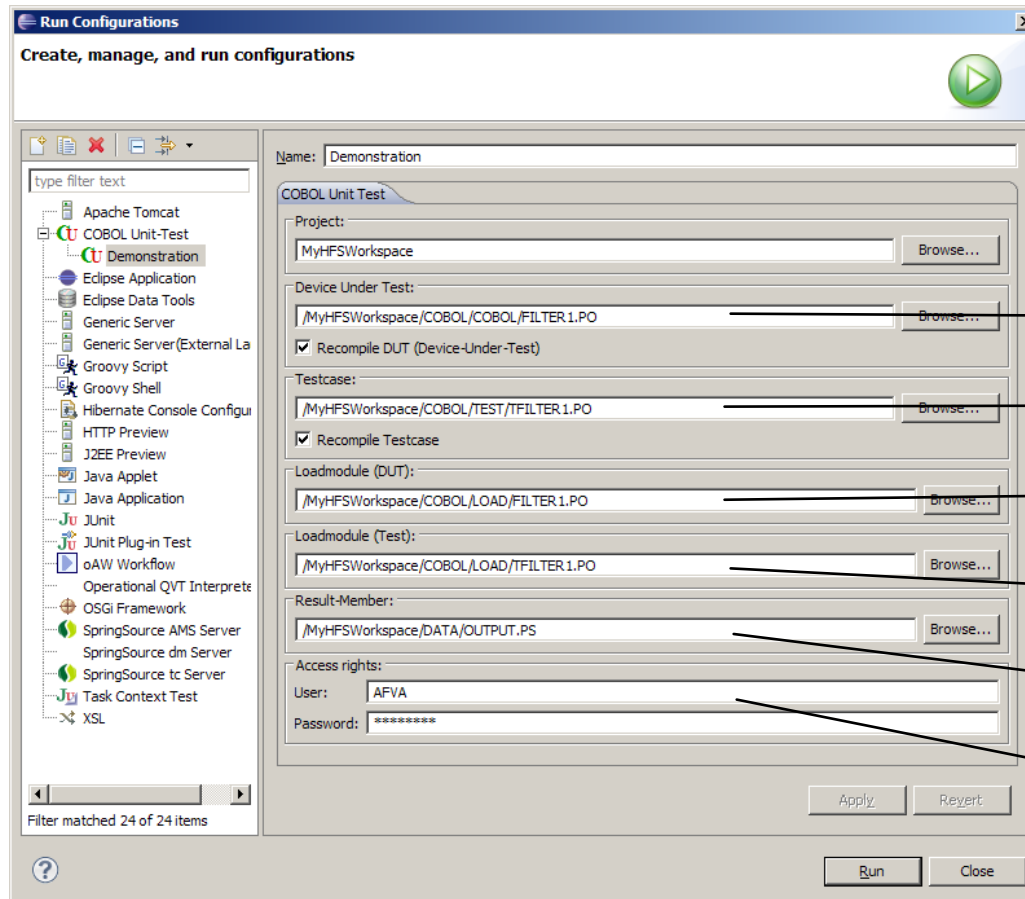 Run Configurations
Create, manage, and run configurations
type filter text
Apache Tomcat
COBOL Unit-Test
Demonstration
Eclipse Application
Eclipse Data Tools
Generic Server
Generic Server(External La
Groovy Script
Groovy Shell
Hibernate Console Configur
HTTP Preview
J2EE Preview
Java Applet
Java Application
JUnit
JUnit Plug-in Test
oAW Workflow
Operational QVT Interprete
OSGi Framework
SpringSource AMS Server
SpringSource dm Server
SpringSource tc Server
Task Context Test
XSL
Filter matched 24 of 24 items
Name: Demonstration
COBOL Unit Test
Project:
MyHFSWorkspace
Browse...
Device Under Test:
/MyHFSWorkspace/COBOL/COBOL/FILTER1.PO
Browse...
Recompile DUT (Device-Under-Test)
Testcase:
/MyHFSWorkspace/COBOL/TEST/TFILTER1.PO
Browse...
Recompile Testcase
Loadmodule (DUT):
/MyHFSWorkspace/COBOL/LOAD/FILTER1.PO
Browse...
Loadmodule (Test):
/MyHFSWorkspace/COBOL/LOAD/TFILTER1.PO
Browse...
Result-Member:
/MyHFSWorkspace/DATA/OUTPUT.PS
Browse...
Access rights:
User: AFVA
Password: ********
Apply
Revert
Run
Close